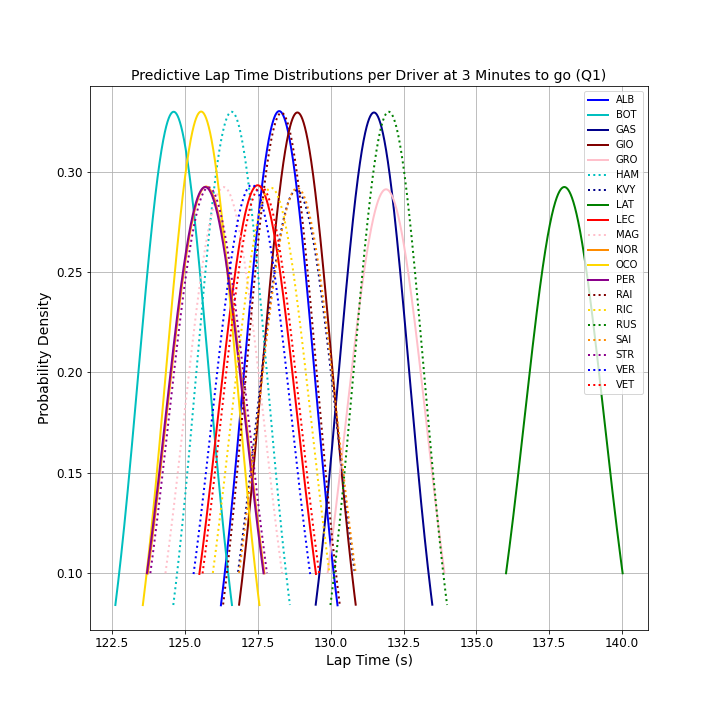 Predictive Lap Time Distributions per Driver at 3 Minutes to go (Q1)
Probability Density
0.30
0.25
0.20
0.15
0.10
122.5 125.0 127.5 130.0 132.5 135.0 137.5 140.0
Lap Time (s)
ALB
BOT
GAS
GIO
GRO
HAM
KVY
LAT
LEC
MAG
NOR
OCO
PER
RAI
RIC
RUS
SAI
STR
VER
VET